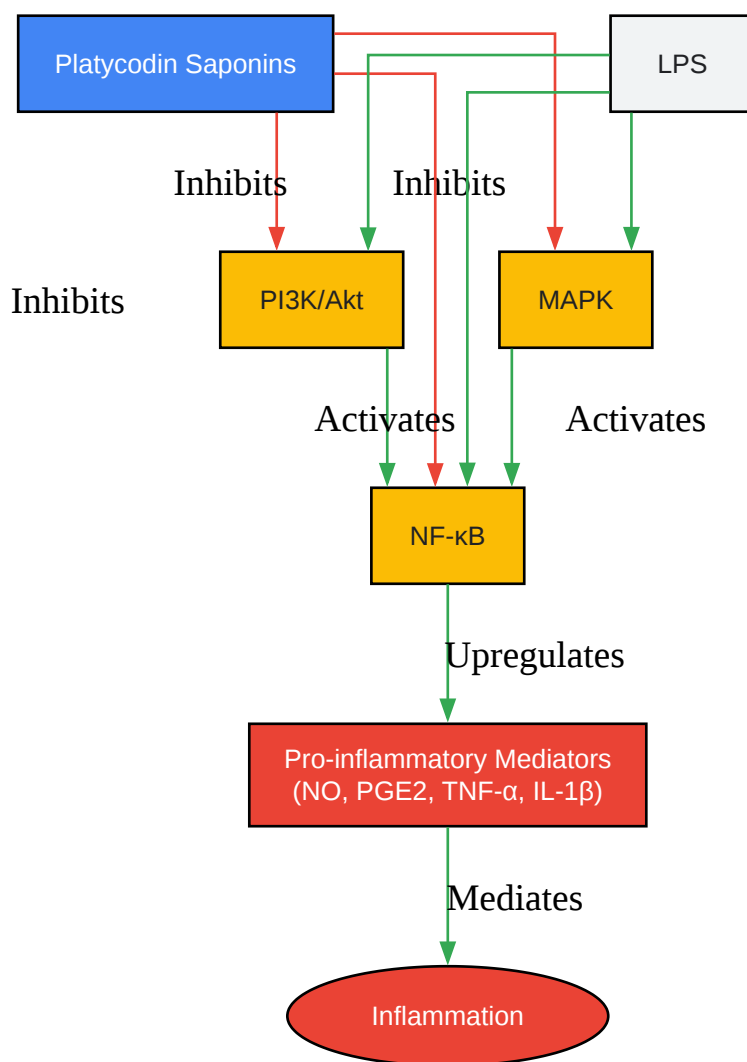 Platycodin Saponins
LPS
Inhibits
Inhibits
Inhibits
PI3K/Akt
MAPK
Activates
Activates
NF-κB
Upregulates
Pro-inflammatory Mediators
(NO, PGE2, TNF-α, IL-1β)
Mediates
Inflammation